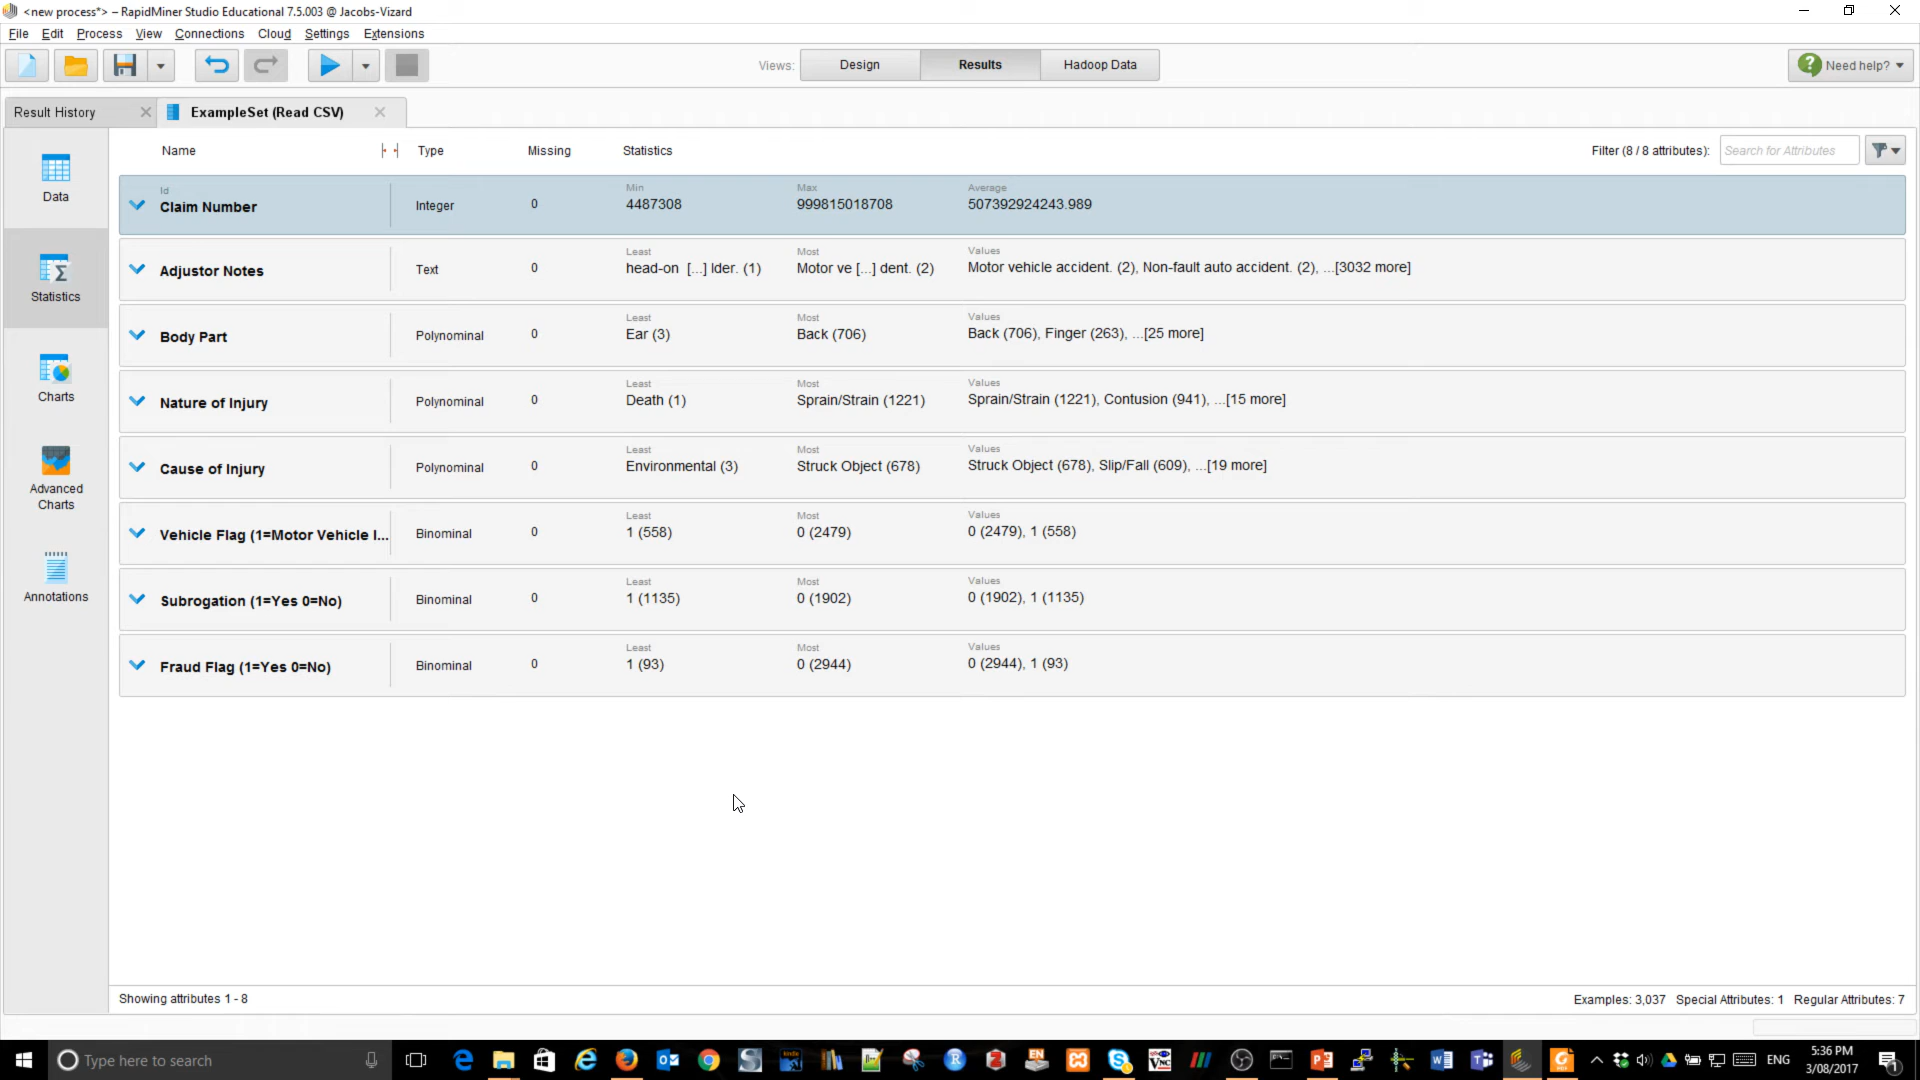 <new process*> – RapidMiner Studio Educational 7.5.003 @ Jacobs-Vizard
File Edit Process View Connections Cloud Settings Extensions
Views: Design Results Hadoop Data Need help?
Result History ExampleSet (Read CSV)
Name Type Missing Statistics Filter (8 / 8 attributes): Search for Attributes
Data
Statistics
Charts
Advanced
Charts
Annotations
Id Min Max Average
Claim Number Integer 0 4487308 999815018708 507392924243.989
Least Most Values
Adjustor Notes Text 0 head-on [...] lder. (1) Motor ve [...] dent. (2) Motor vehicle accident. (2), Non-fault auto accident. (2), ...[3032 more]
Least Most Values
Body Part Polynominal 0 Ear (3) Back (706) Back (706), Finger (263), ...[25 more]
Least Most Values
Nature of Injury Polynominal 0 Death (1) Sprain/Strain (1221) Sprain/Strain (1221), Contusion (941), ...[15 more]
Least Most Values
Cause of Injury Polynominal 0 Environmental (3) Struck Object (678) Struck Object (678), Slip/Fall (609), ...[19 more]
Least Most Values
Vehicle Flag (1=Motor Vehicle I... Binominal 0 1 (558) 0 (2479) 0 (2479), 1 (558)
Least Most Values
Subrogation (1=Yes 0=No) Binominal 0 1 (1135) 0 (1902) 0 (1902), 1 (1135)
Least Most Values
Fraud Flag (1=Yes 0=No) Binominal 0 1 (93) 0 (2944) 0 (2944), 1 (93)
Showing attributes 1 - 8 Examples: 3,037 Special Attributes: 1 Regular Attributes: 7
Type here to search ENG 5:36 PM
3/08/2017